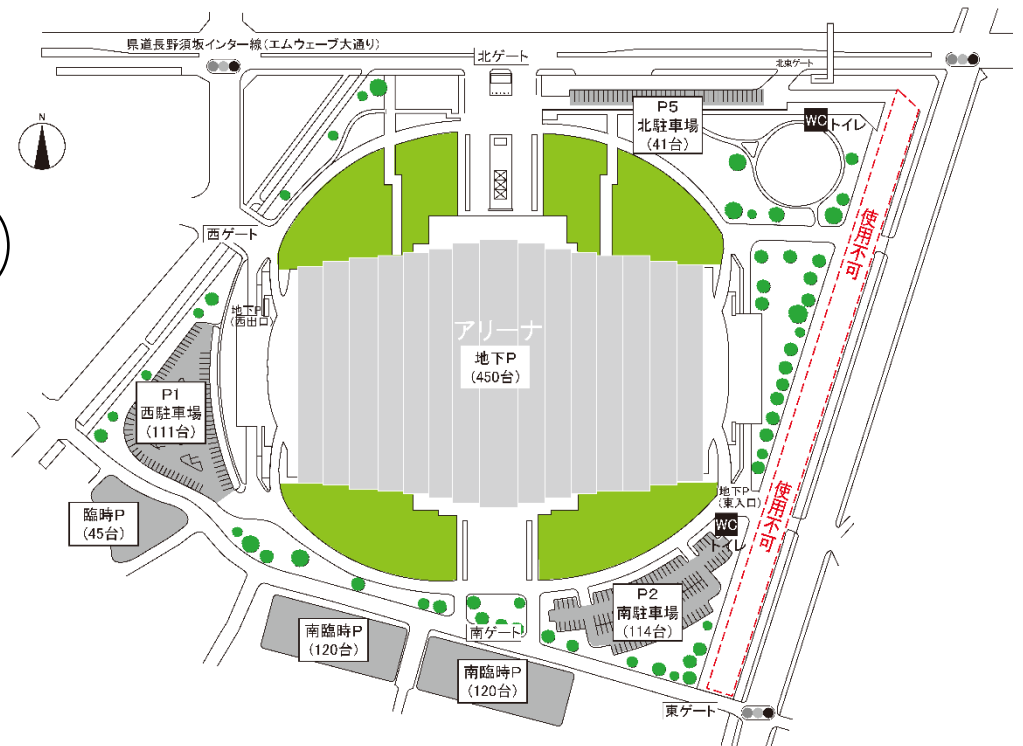 県道長野須坂インター線(エムウェーブ大通り)
北ゲート
北東ゲート
N
P5
北駐車場
(41台)
WC
トイレ
使用不可
西ゲート
地下P
(西出口)
アリーナ
地下P
(450台)
P1
西駐車場
(111台)
臨時P
(45台)
地下P
(東入口)
WC
トイレ
使用不可
P2
南駐車場
(114台)
南臨時P
(120台)
南ゲート
南臨時P
(120台)
東ゲート